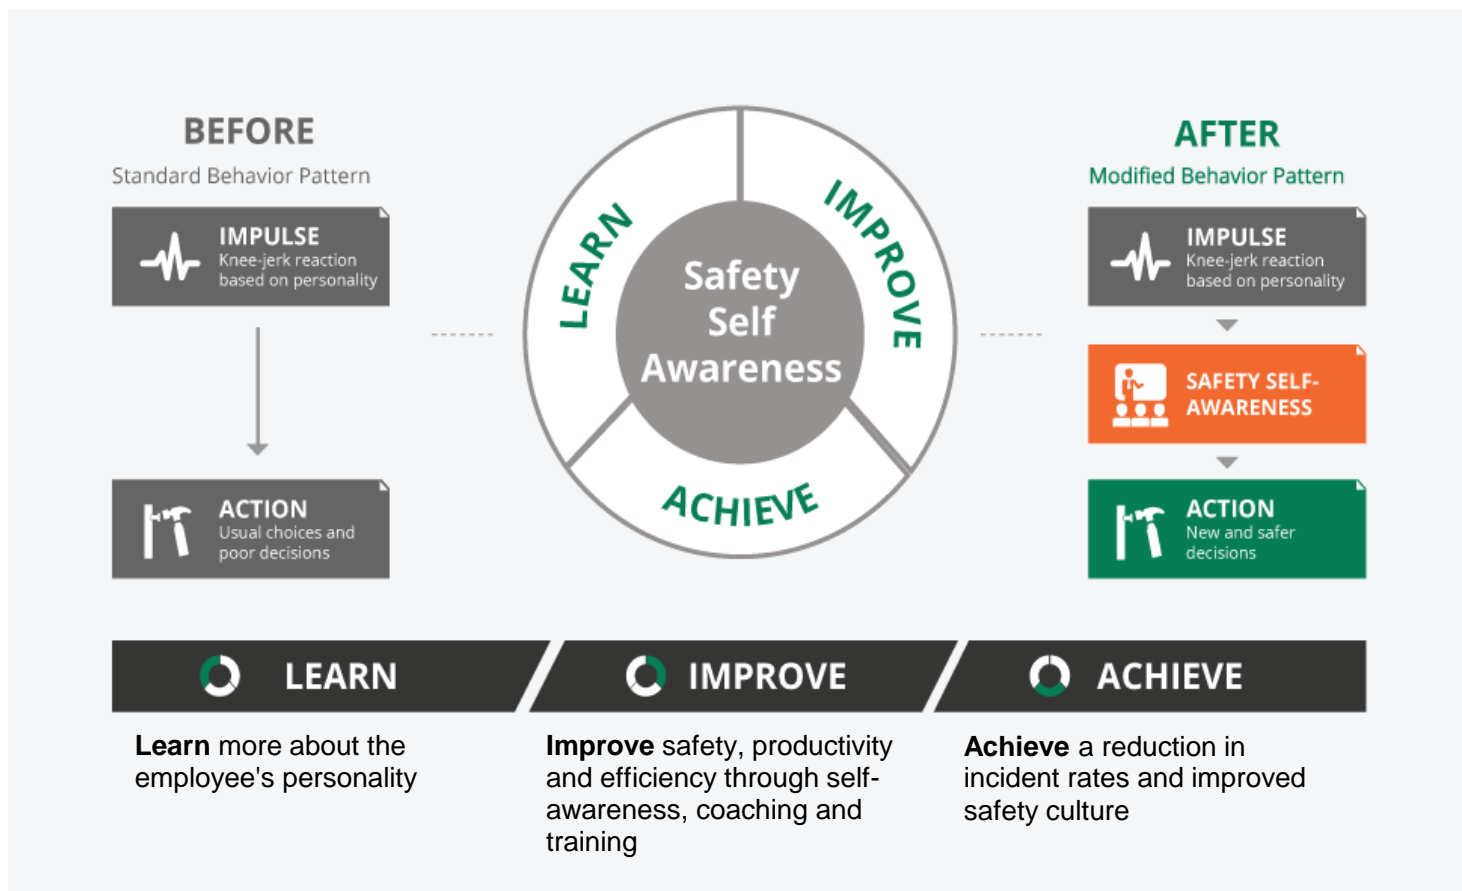 BEFORE
Standard Behavior Pattern
IMPULSE
Knee-jerk reaction
based on personality
ACTION
Usual choices and
poor decisions
LEARN
IMPROVE
ACHIEVE
Safety
Self
Awareness
AFTER
Modified Behavior Pattern
IMPULSE
Knee-jerk reaction
based on personality
SAFETY SELF-
AWARENESS
ACTION
New and safer
decisions
LEARN
Learn more about the
employee's personality
IMPROVE
Improve safety, productivity
and efficiency through self-
awareness, coaching and
training
ACHIEVE
Achieve a reduction in
incident rates and improved
safety culture